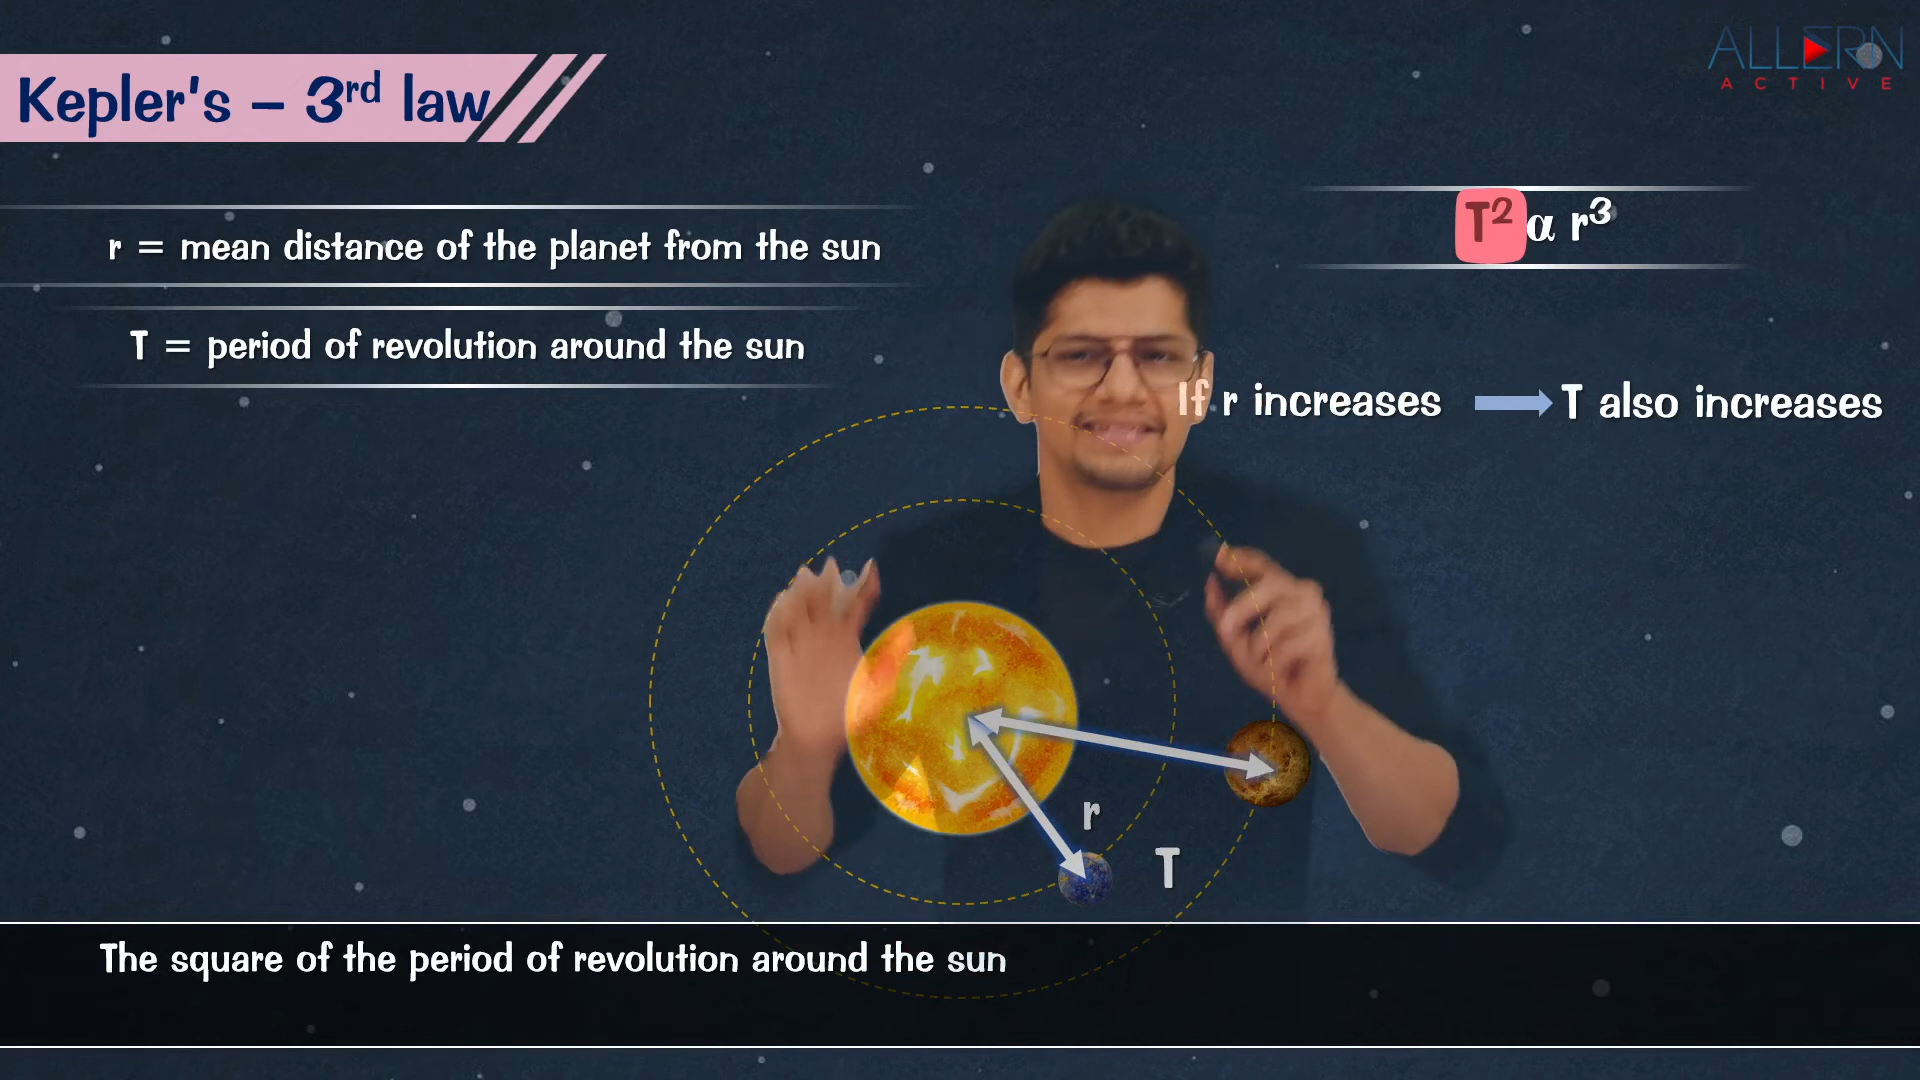 ALLERN
ACTIVE
Kepler's – 3rd law
T² α r³
r = mean distance of the planet from the sun
T = period of revolution around the sun
If r increases → T also increases
r
T
The square of the period of revolution around the sun